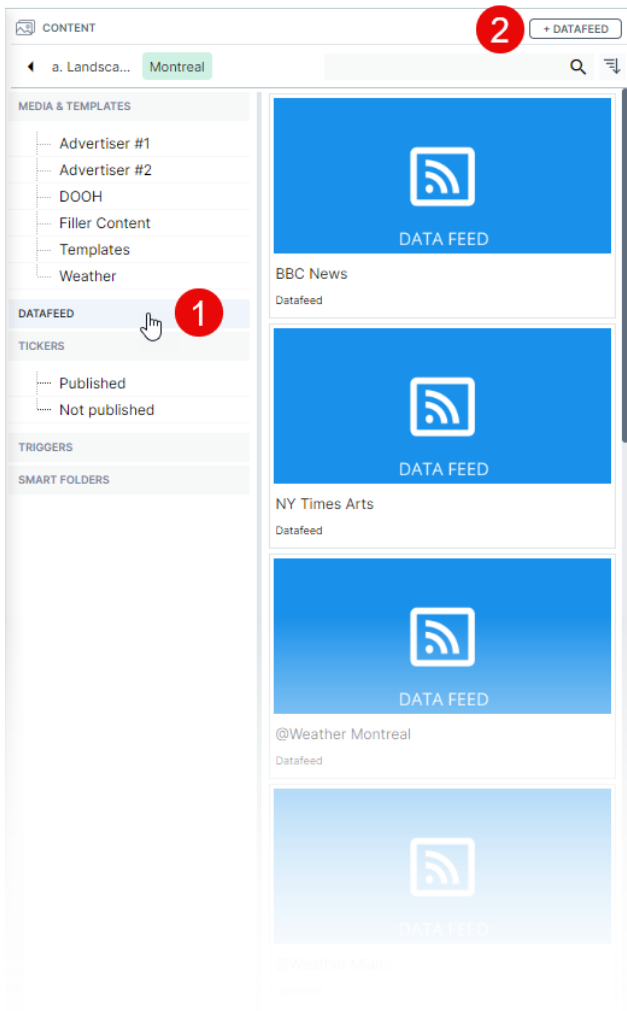 CONTENT
2
+ DATAFEED
a. Landsca...
Montreal
MEDIA & TEMPLATES
Advertiser #1
Advertiser #2
DOOH
Filler Content
Templates
Weather
DATAFEED
1
TICKERS
Published
Not published
TRIGGERS
SMART FOLDERS
DATA FEED
BBC News
Datafeed
DATA FEED
NY Times Arts
Datafeed
DATA FEED
@Weather Montreal
Datafeed
DATA FEED